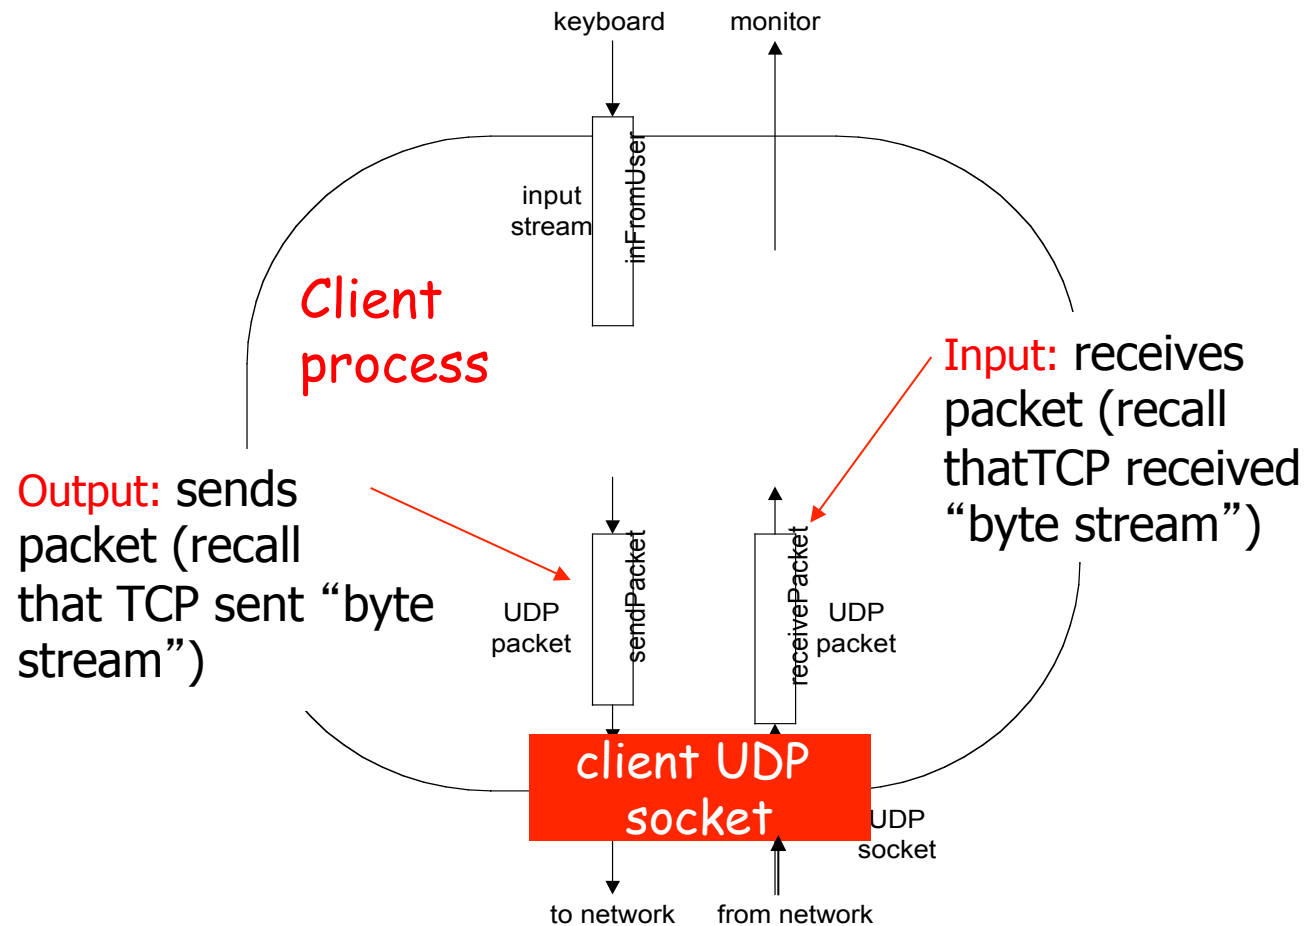 keyboard
monitor
input
stream
inFromUser
Client
process
Input: receives
packet (recall
thatTCP received
“byte stream”)
Output: sends
packet (recall
that TCP sent “byte
stream”)
UDP
packet
sendPacket
receivePacket
UDP
packet
client UDP
socket
UDP
socket
to network
from network